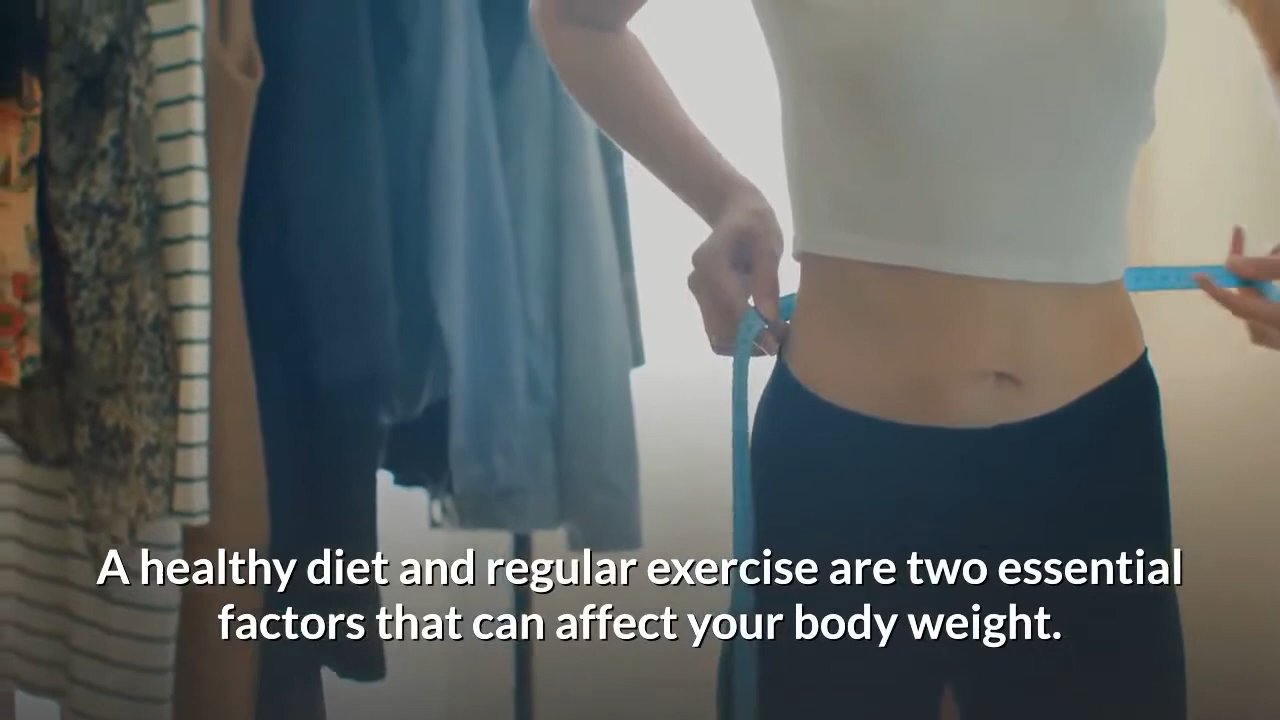 A healthy diet and regular exercise are two essential
factors that can affect your body weight.